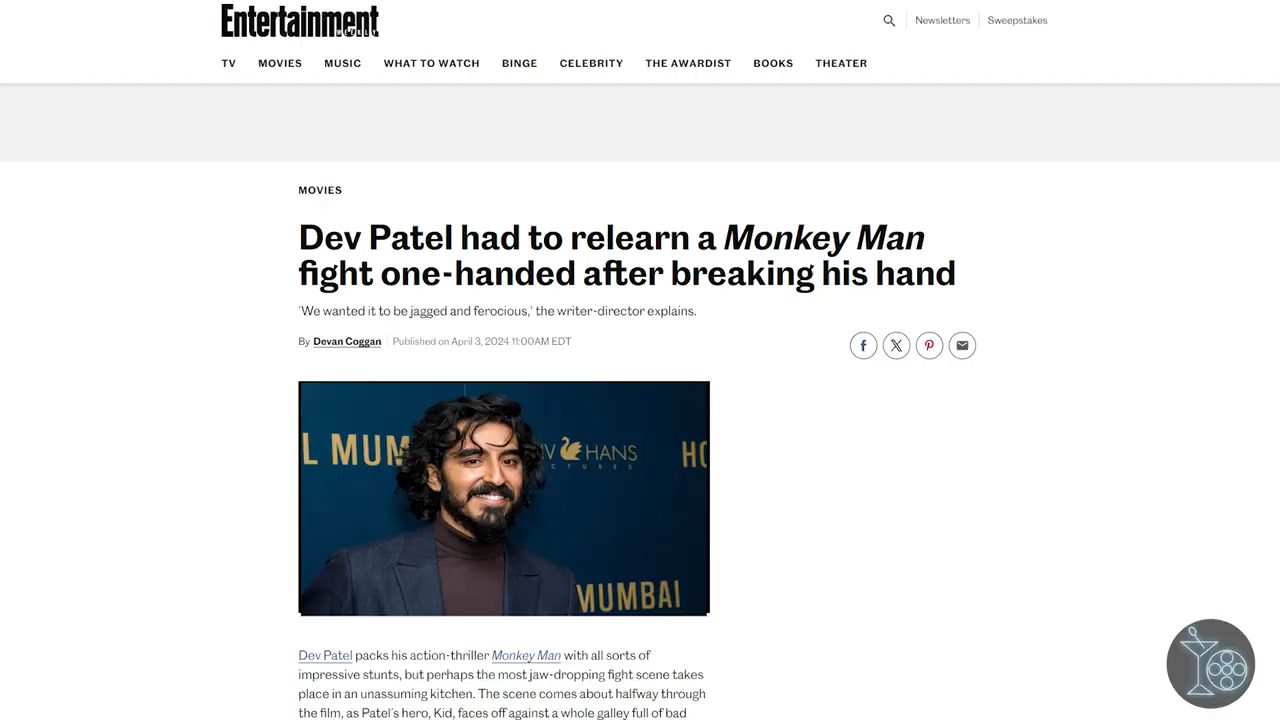 Entertainment
WEEKLY
Newsletters
Sweepstakes
TV
MOVIES
MUSIC
WHAT TO WATCH
BINGE
CELEBRITY
THE AWARDIST
BOOKS
THEATER
MOVIES
Dev Patel had to relearn a Monkey Man
fight one-handed after breaking his hand
'We wanted it to be jagged and ferocious,' the writer-director explains.
By Devan Coggan
Published on April 3, 2024 11:00AM EDT
L MUM
IV HANS
CTURES
HO
MUMBAI
Dev Patel packs his action-thriller Monkey Man with all sorts of
impressive stunts, but perhaps the most jaw-dropping fight scene takes
place in an unassuming kitchen. The scene comes about halfway through
the film, as Patel's hero, Kid, faces off against a whole galley full of bad